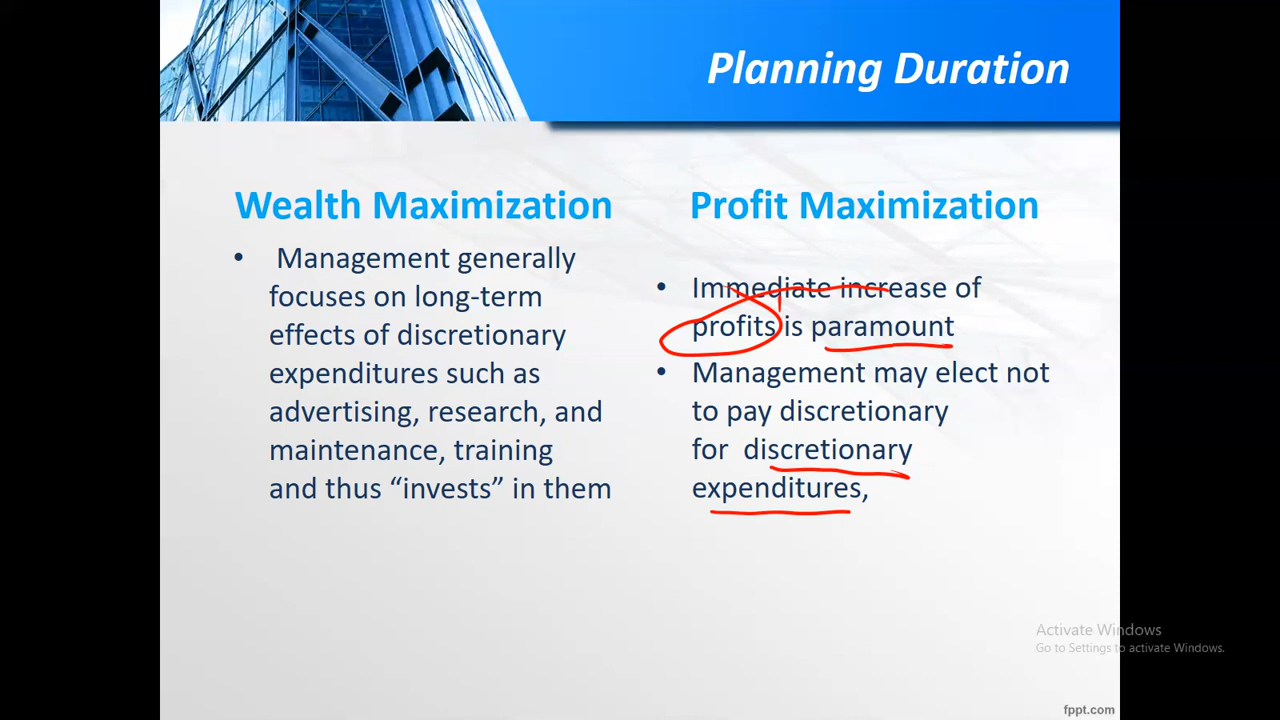 Planning Duration
Wealth Maximization
• Management generally
focuses on long-term
effects of discretionary
expenditures such as
advertising, research, and
maintenance, training
and thus “invests” in them
Profit Maximization
• Immediate increase of
profits is paramount
• Management may elect not
to pay discretionary
for discretionary
expenditures,
Activate Windows
Go to Settings to activate Windows.
fppt.com